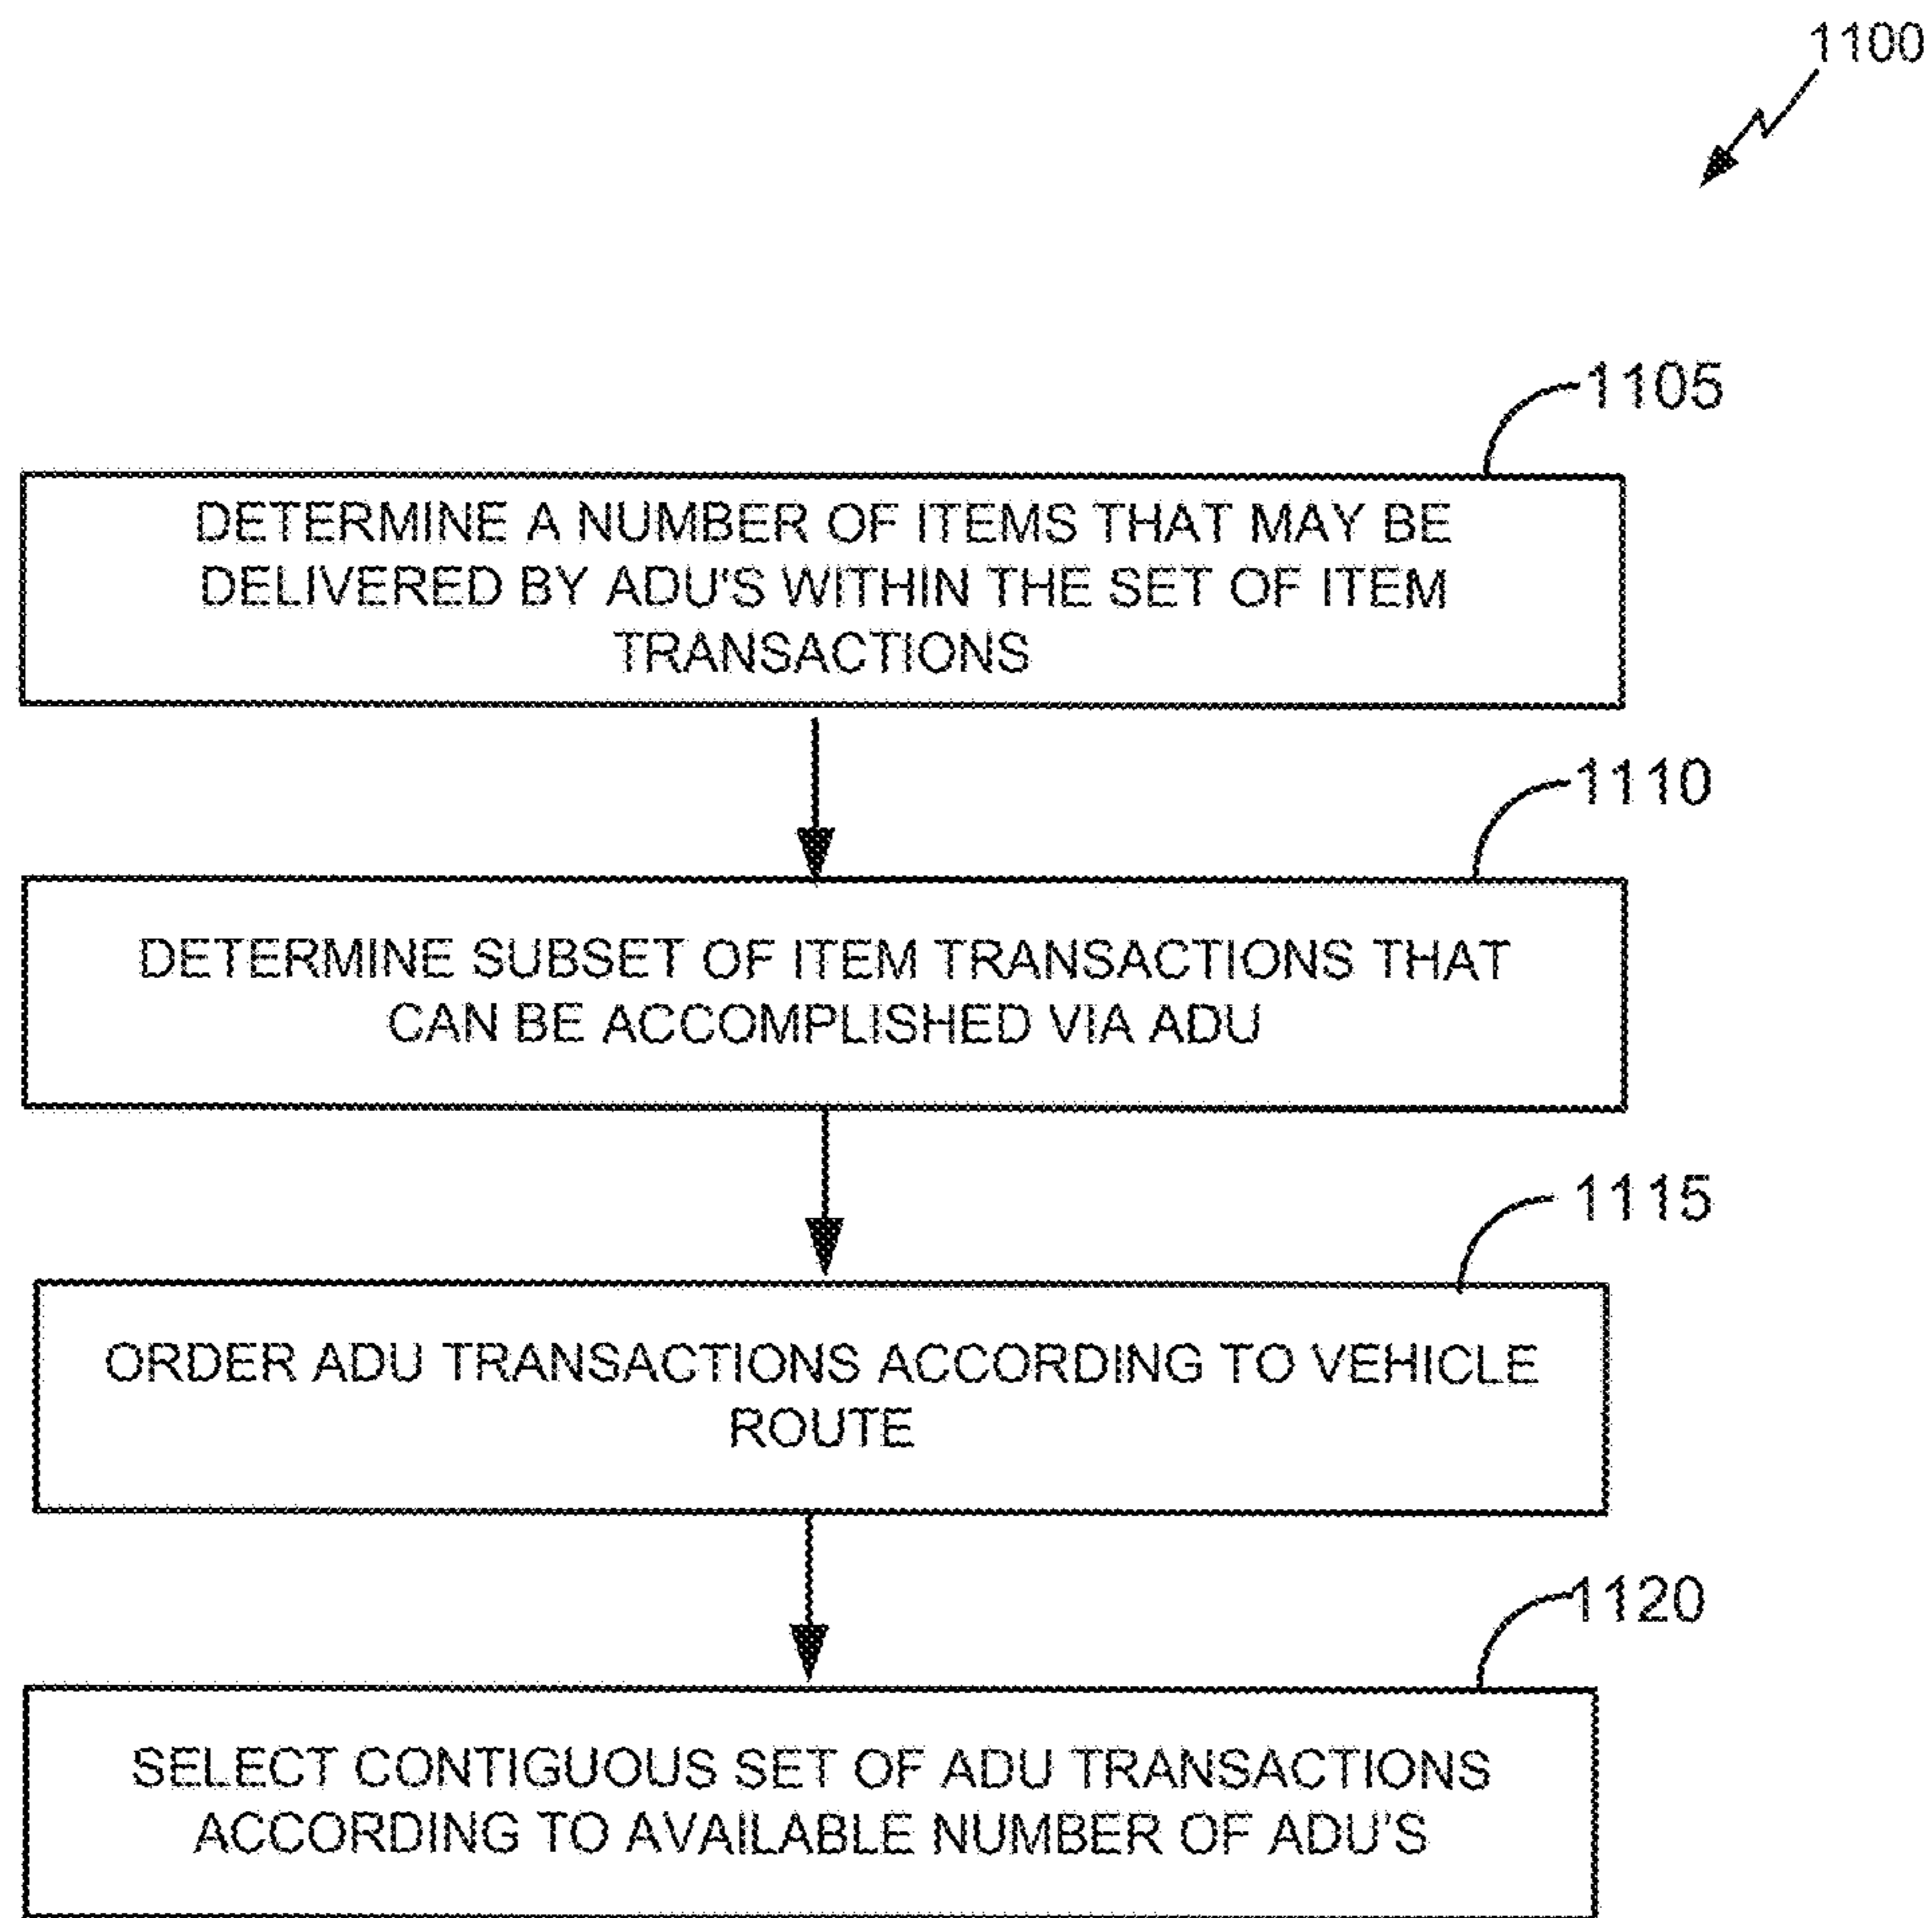 1100
1105
DETERMINE A NUMBER OF ITEMS THAT MAY BE
DELIVERED BY ADU'S WITHIN THE SET OF ITEM
TRANSACTIONS
1110
DETERMINE SUBSET OF ITEM TRANSACTIONS THAT
CAN BE ACCOMPLISHED VIA ADU
1115
ORDER ADU TRANSACTIONS ACCORDING TO VEHICLE
ROUTE
1120
SELECT CONTIGUOUS SET OF ADU TRANSACTIONS
ACCORDING TO AVAILABLE NUMBER OF ADU'S